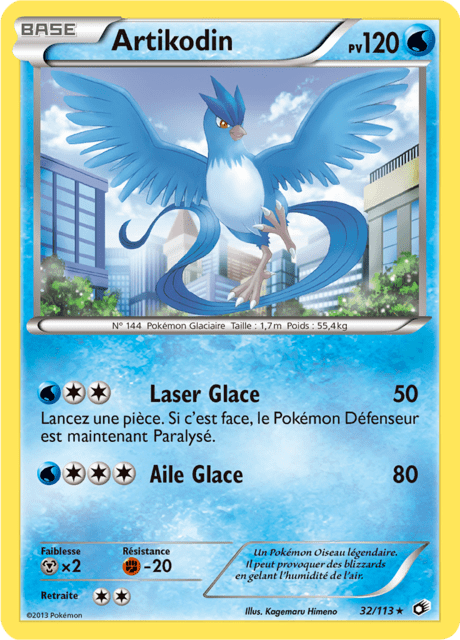 BASE
Artikodin
PV120
N° 144 Pokémon Glaciaire Taille : 1,7m Poids : 55,4kg
Laser Glace 50
Lancez une pièce. Si c'est face, le Pokémon Défenseur
est maintenant Paralysé.
Aile Glace 80
Faiblesse
×2
Résistance
-20
Retraite
Un Pokémon Oiseau légendaire.
Il peut provoquer des blizzards
en gelant l'humidité de l'air.
©2013 Pokémon
Illus. Kagemaru Himeno
32/113